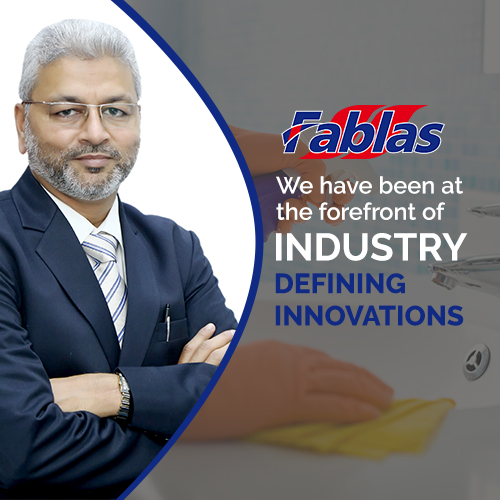 Fablas
We have been at
the forefront of
INDUSTRY
DEFINING
INNOVATIONS